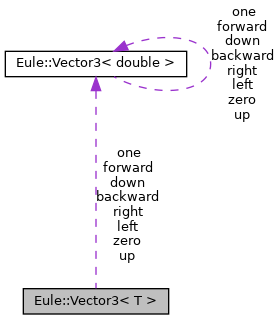 one
forward
down
backward
right
left
zero
up
Eule::Vector3< double >
one
forward
down
backward
right
left
zero
up
Eule::Vector3< T >